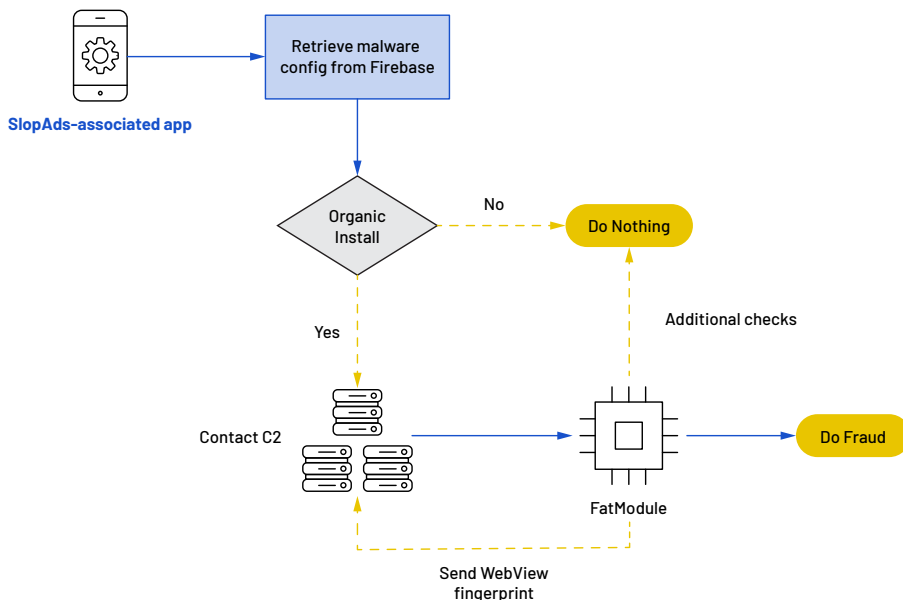 Retrieve malware
config from Firebase
SlopAds-associated app
Organic
Install
No
Do Nothing
Yes
Additional checks
Contact C2
Do Fraud
FatModule
Send WebView
fingerprint